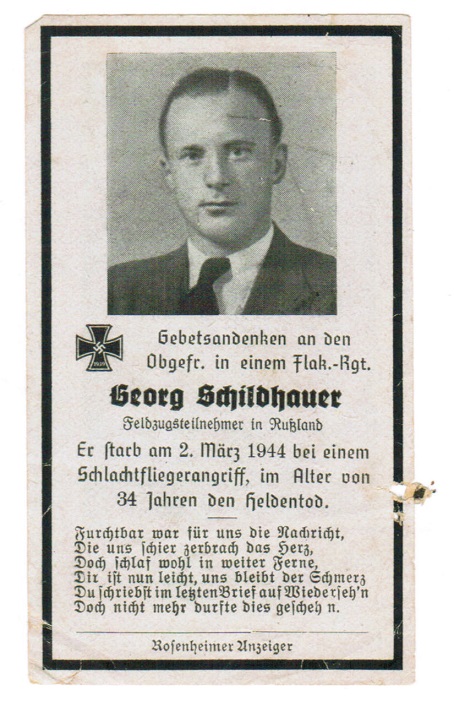 1939
Gebetsandenken an den
Obgefr. in einem Flak.-Rgt.
Georg Schildhauer
Feldzugsteilnehmer in Rußland
Er starb am 2. März 1944 bei einem
Schlachtfliegerangriff, im Alter von
34 Jahren den Heldentod.
Furchtbar war für uns die Nachricht,
Die uns schier zerbrach das Herz,
Doch schlaf wohl in weiter Ferne,
Dir ist nun leicht, uns bleibt der Schmerz
Du schriebst im letzten Brief auf Wiederseh'n
Doch nicht mehr durfte dies gescheh n.
Rosenheimer Anzeiger